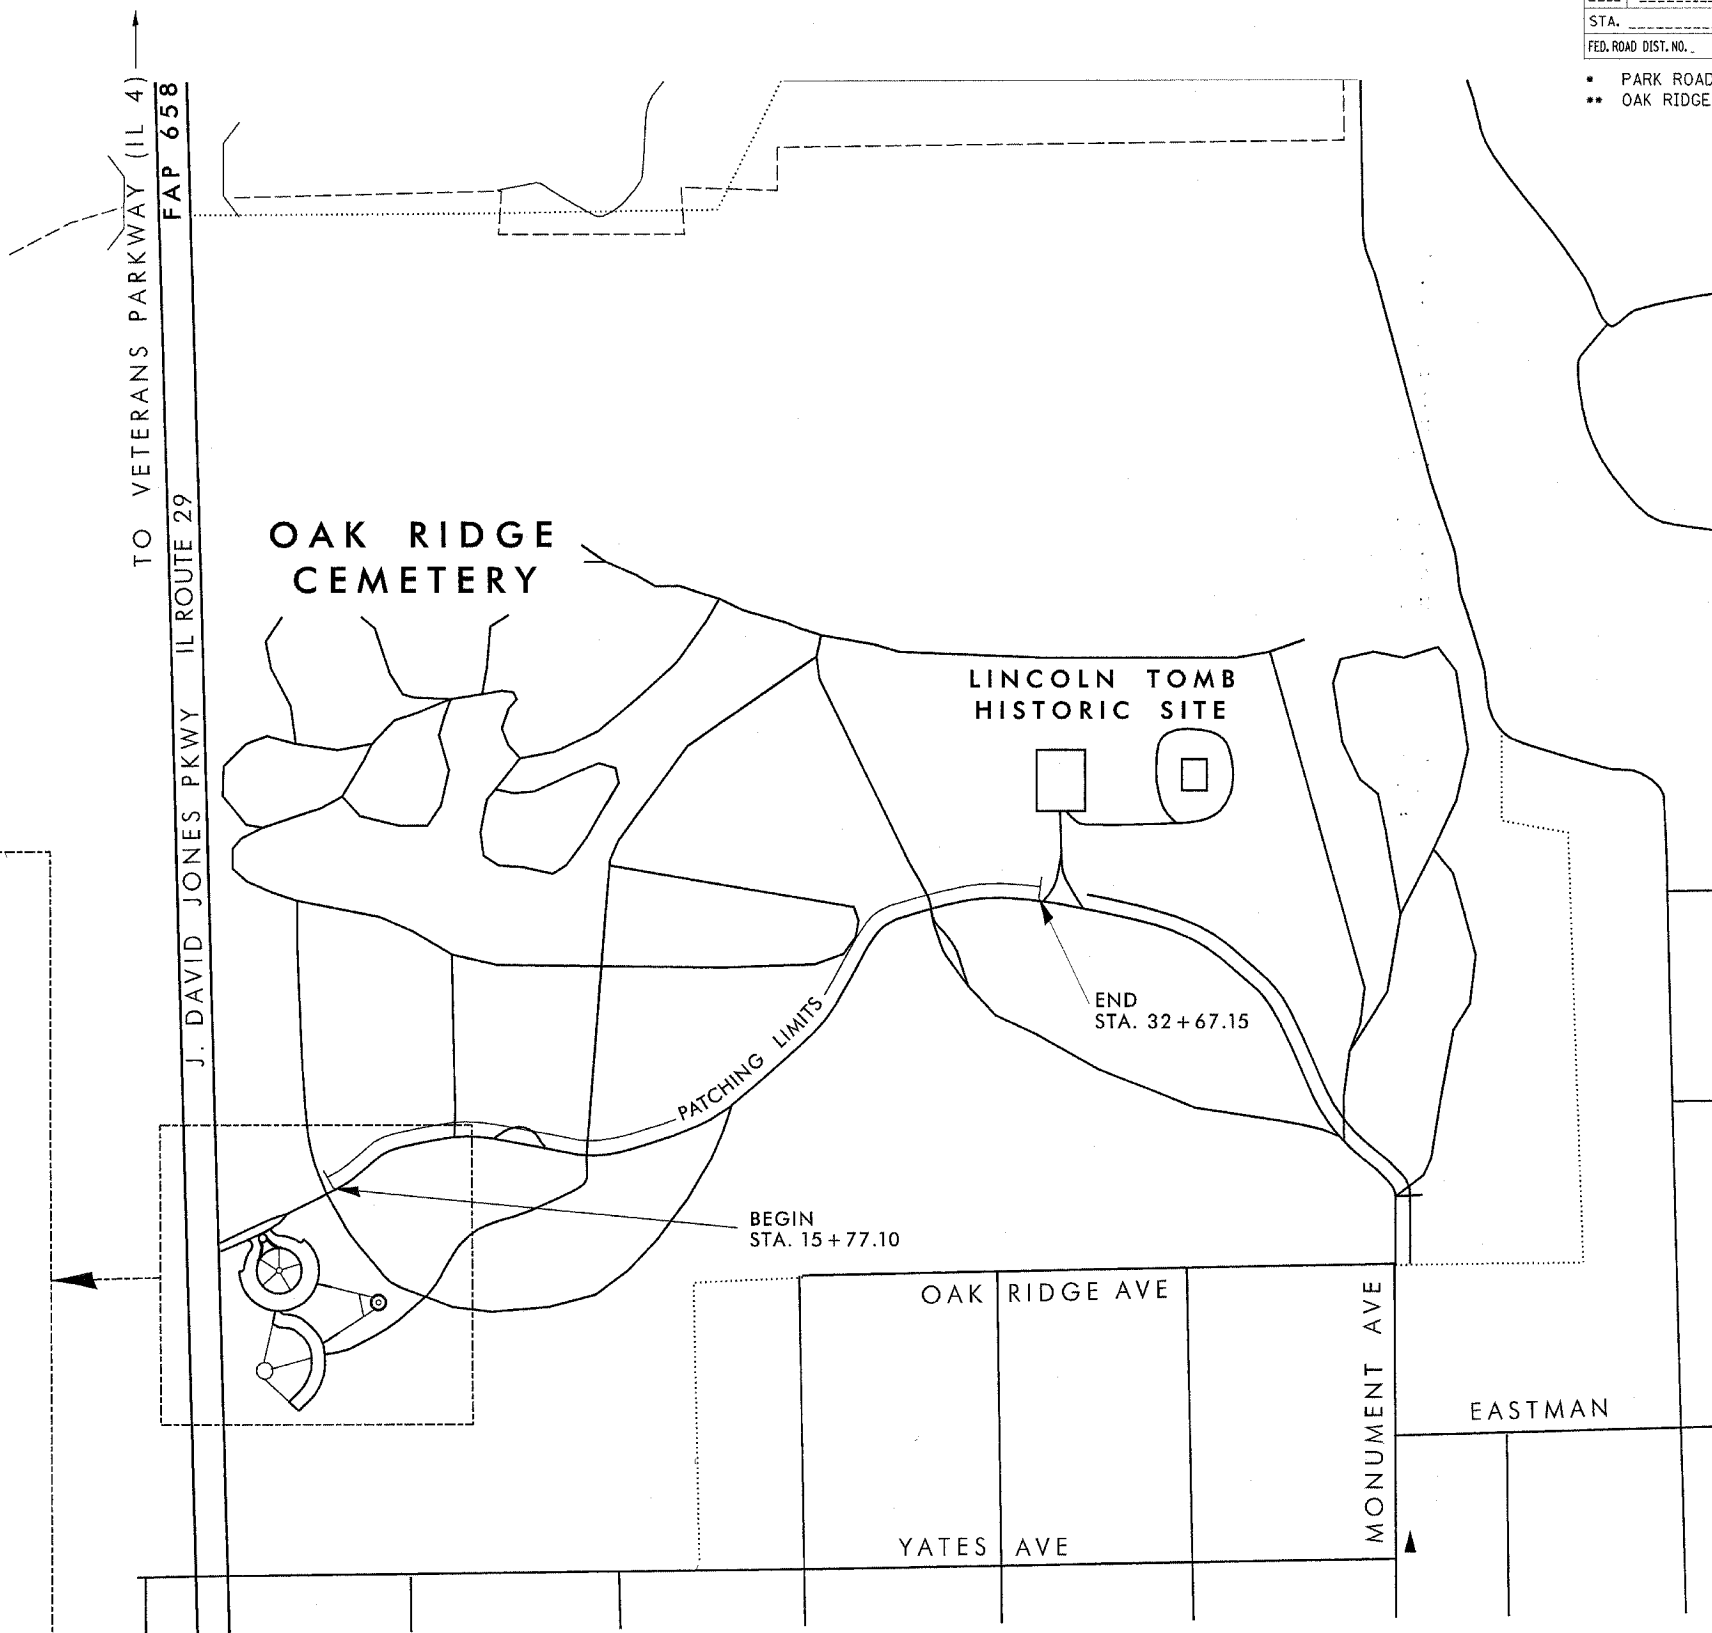 STA.
FED. ROAD DIST. NO.
* PARK ROAD
** OAK RIDGE
TO VETERANS PARKWAY (IL 4)
FAP 658
J. DAVID JONES PKWY IL ROUTE 29
OAK RIDGE
CEMETERY
LINCOLN TOMB
HISTORIC SITE
END
STA. 32+67.15
PATCHING LIMITS
BEGIN
STA. 15+77.10
OAK RIDGE AVE
MONUMENT AVE
EASTMAN
YATES AVE